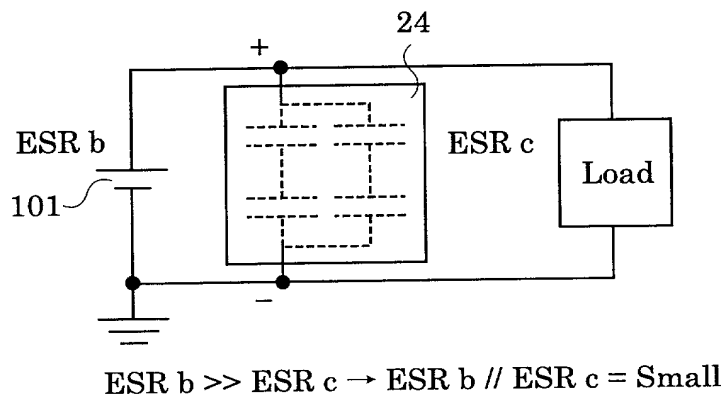 24
+
ESR b
ESR c
Load
101
−
ESR b >> ESR c → ESR b // ESR c = Small